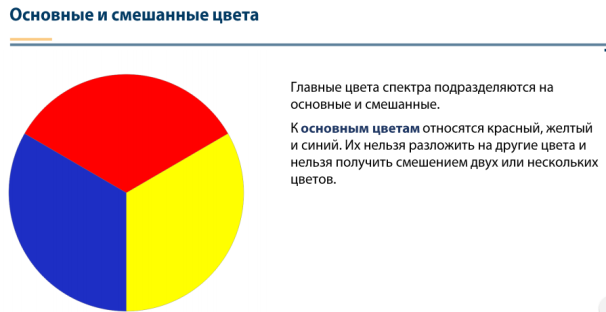 Основные и смешанные цвета
Главные цвета спектра подразделяются на
основные и смешанные.
К основным цветам относятся красный, желтый
и синий. Их нельзя разложить на другие цвета и
нельзя получить смешением двух или нескольких
цветов.